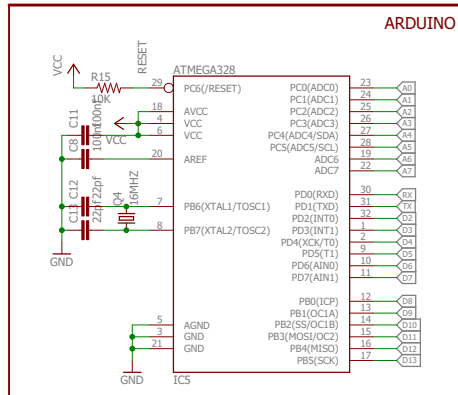 ARDUINO
VCC
RESET
R15
10K
ATMEGA328
29 PC6(/RESET) PC0(ADC0) 23 A0
PC1(ADC1) 24 A1
18 AVCC PC2(ADC2) 25 A2
4 VCC PC3(ADC3) 26 A3
6 VCC PC4(ADC4/SDA) 27 A4
PC5(ADC5/SCL) 28 A5
20 AREF ADC6 19 A6
ADC7 22 A7
VCC
C11
100nf
C8
100nf
C12
22pf
C13
22pf
Q4
16MHZ
PD0(RXD) 30 RX
7 PB6(XTAL1/TOSC1) PD1(TXD) 31 TX
PD2(INT0) 32 D2
8 PB7(XTAL2/TOSC2) PD3(INT1) 1 D3
PD4(XCK/T0) 2 D4
PD5(T1) 9 D5
PD6(AIN0) 10 D6
PD7(AIN1) 11 D7
GND
PB0(ICP) 12 D8
PB1(OC1A) 13 D9
5 AGND PB2(SS/OC1B) 14 D10
3 GND PB3(MOSI/OC2) 15 D11
21 GND PB4(MISO) 16 D12
PB5(SCK) 17 D13
GND
IC5